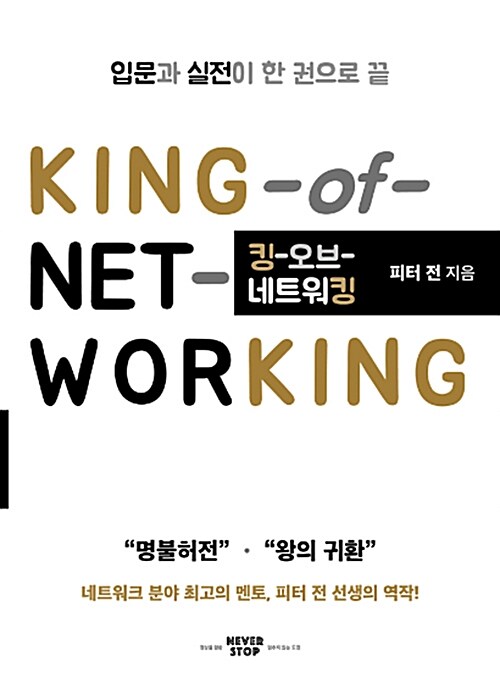 입문과 실전이 한 권으로 끝
KING-of-
NET-
킹-오브-
네트워킹
피터 전 지음
WORKING
“명불허전” · “왕의 귀환”
네트워크 분야 최고의 멘토, 피터 전 선생의 역작!
NEVER
STOP